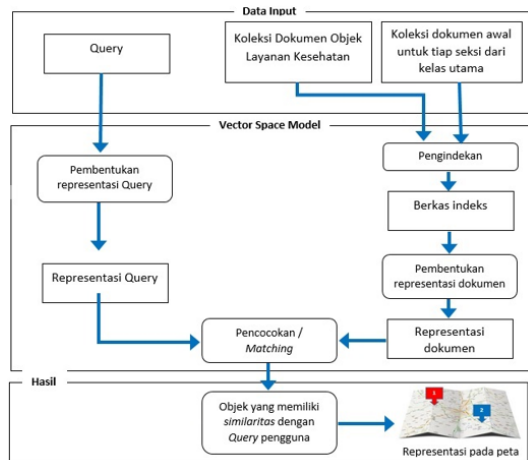 Data Input
Query
Koleksi Dokumen Objek
Layanan Kesehatan
Koleksi dokumen awal
untuk tiap seksi dari
kelas utama
Vector Space Model
Pembentukan
representasi Query
Pengindekan
Berkas indeks
Representasi Query
Pembentukan
representasi dokumen
Pencocokan /
Matching
Representasi
dokumen
Hasil
Objek yang memiliki
similaritas dengan
Query pengguna
1
2
Representasi pada peta